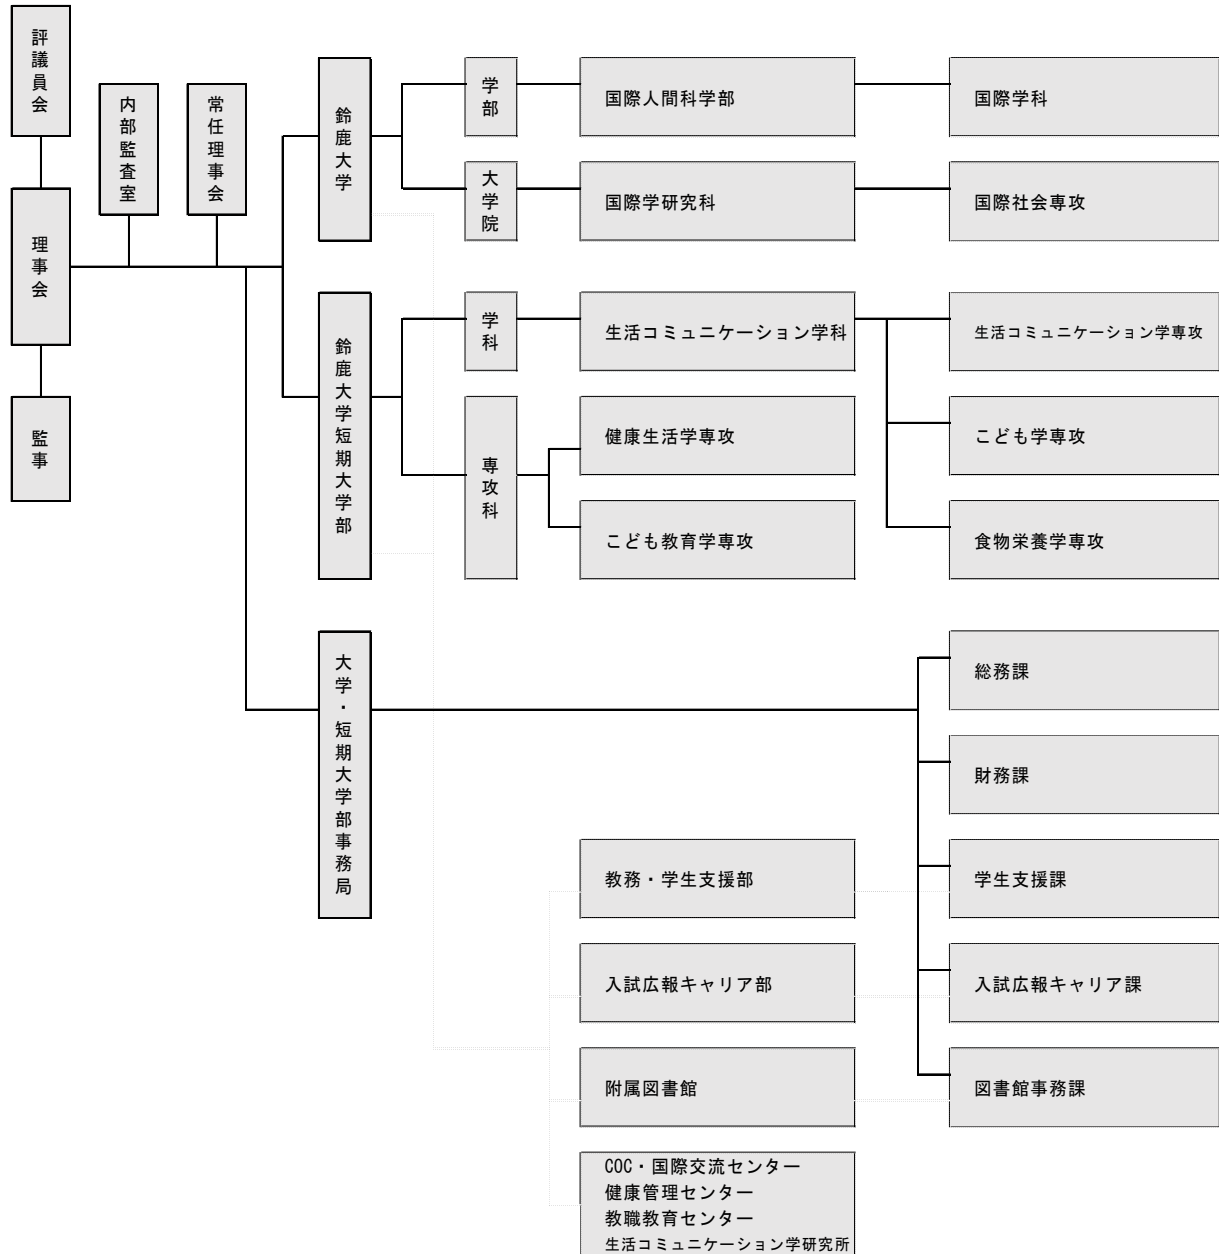 評議員会
理事会
監事
内部監査室
常任理事会
鈴鹿大学
学部
国際人間科学部
国際学科
大学院
国際学研究科
国際社会専攻
鈴鹿大学短期大学部
学科
生活コミュニケーション学科
生活コミュニケーション学専攻
こども学専攻
食物栄養学専攻
専攻科
健康生活学専攻
こども教育学専攻
大学・短期大学部事務局
総務課
財務課
教務・学生支援部
学生支援課
入試広報キャリア部
入試広報キャリア課
附属図書館
図書館事務課
COC・国際交流センター
健康管理センター
教職教育センター
生活コミュニケーション学研究所